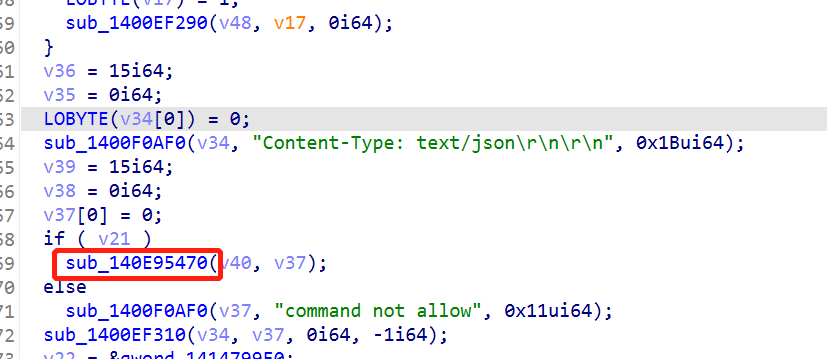 LOBYTE(v17) = 1;
59 sub_1400EF290(v48, v17, 0i64);
60 }
61 v36 = 15i64;
62 v35 = 0i64;
63 LOBYTE(v34[0]) = 0;
64 sub_1400F0AF0(v34, "Content-Type: text/json\r\n\r\n", 0x1Bui64);
65 v39 = 15i64;
66 v38 = 0i64;
67 v37[0] = 0;
68 if ( v21 )
69 sub_140E95470(v40, v37);
70 else
71 sub_1400F0AF0(v37, "command not allow", 0x11ui64);
72 sub_1400EF310(v34, v37, 0i64, -1i64);